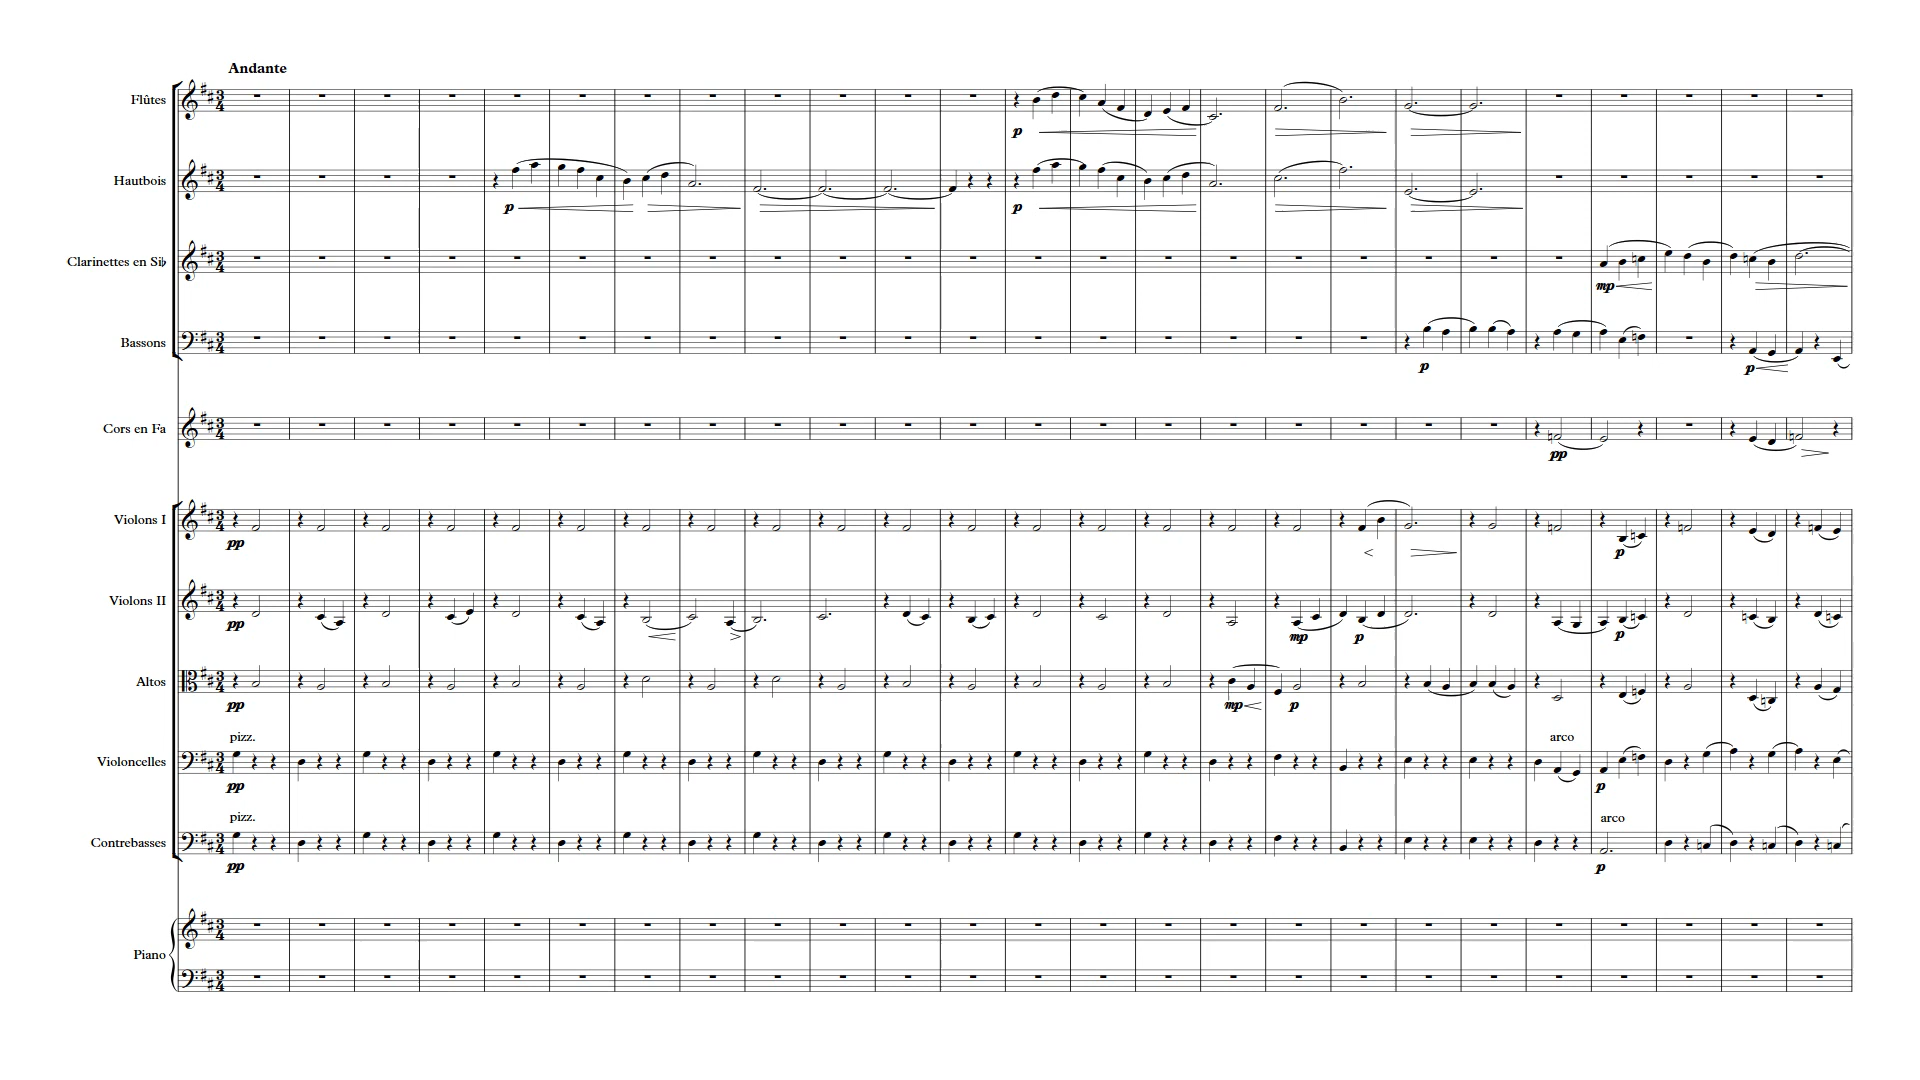 Andante
Flûtes
p
Hautbois
p p
Clarinettes en Si♭
mp
Bassons
p p
Cors en Fa
pp
Violons I
pp p
Violons II
pp mp p p
Altos
pp mp p
pizz. arco
Violoncelles
pp p
pizz. arco
Contrebasses
pp p
Piano